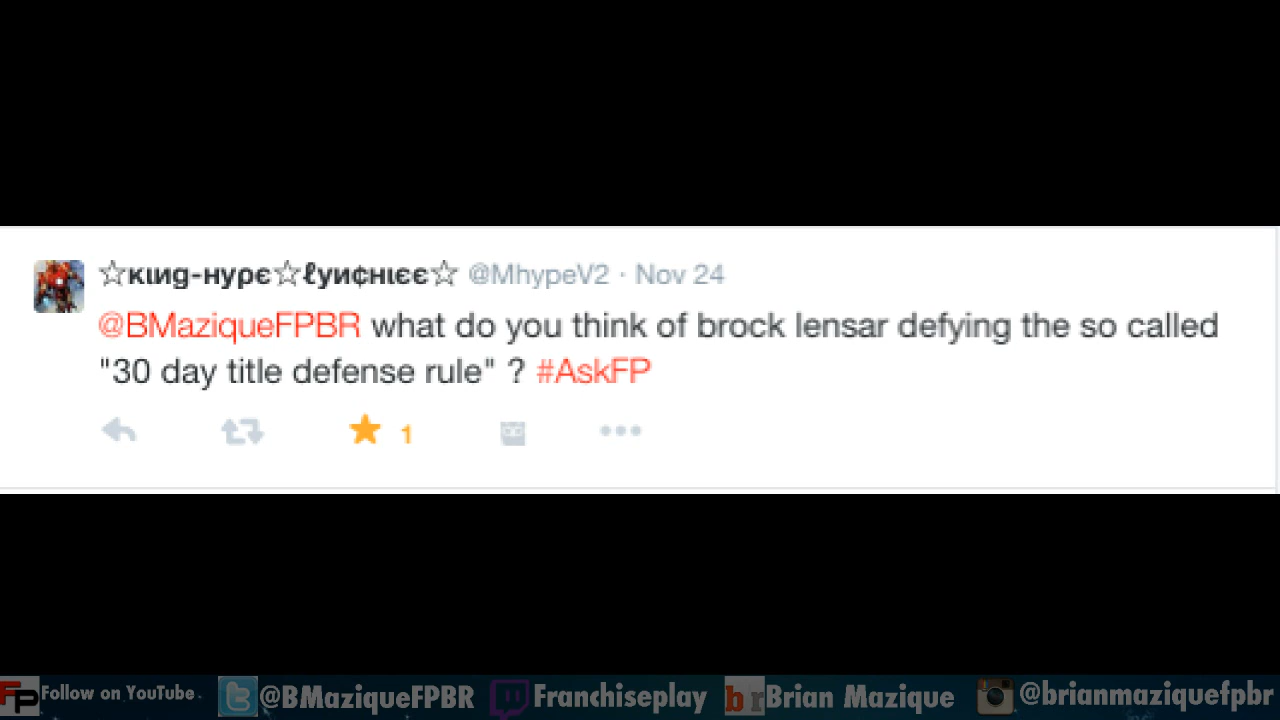 ☆кιиg-нуρє☆ℓуи¢нιєє☆ @MhypeV2 · Nov 24
@BMaziqueFPBR what do you think of brock lensar defying the so called
"30 day title defense rule" ? #AskFP
1
FP Follow on YouTube. @BMaziqueFPBR Franchiseplay br Brian Mazique @brianmaziquefpbr